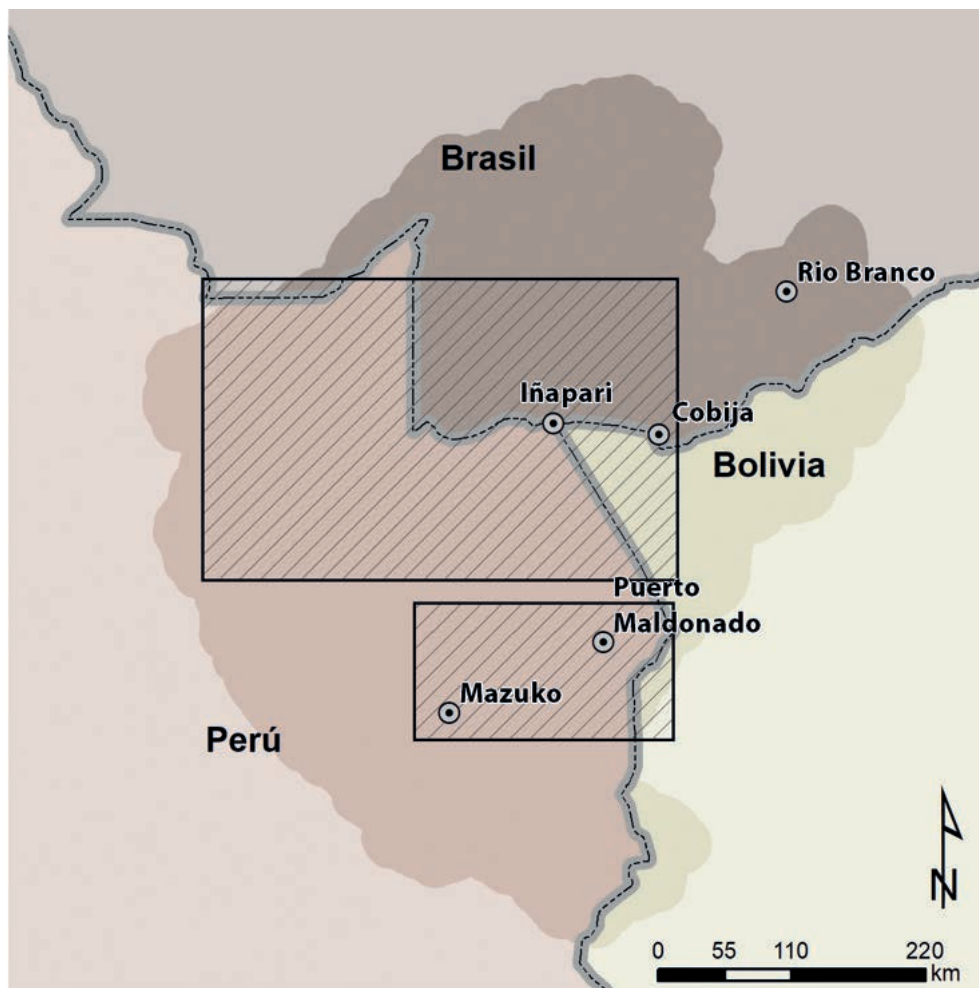 Brasil
Rio Branco
Iñapari
Cobija
Bolivia
Puerto
Maldonado
Mazuko
Perú
N
0 55 110 220
km